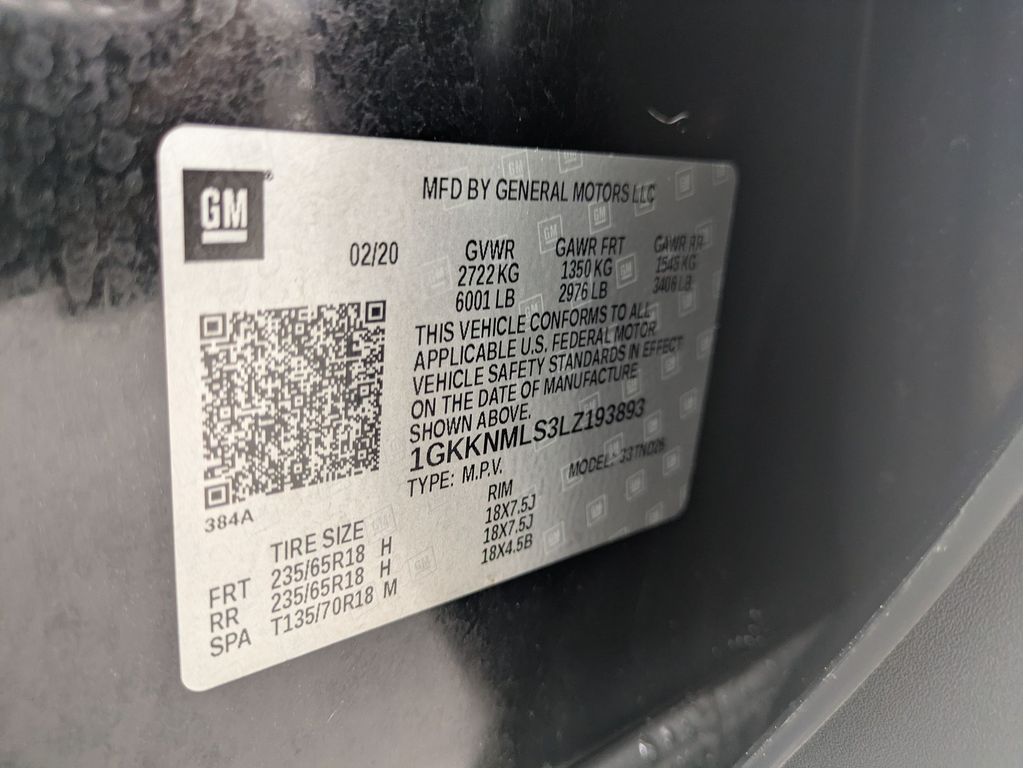 GM
MFD BY GENERAL MOTORS LLC
02/20
GVWR GAWR FRT GAWR RR
2722 KG 1350 KG 1545 KG
6001 LB 2976 LB 3406 LB
THIS VEHICLE CONFORMS TO ALL
APPLICABLE U.S. FEDERAL MOTOR
VEHICLE SAFETY STANDARDS IN EFFECT
ON THE DATE OF MANUFACTURE
SHOWN ABOVE.
1GKKNMLS3LZ193893
TYPE: M.P.V. MODEL:
384A
TIRE SIZE RIM
FRT 235/65R18 H 18X7.5J
RR 235/65R18 H 18X7.5J
SPA T135/70R18 M 18X4.5B